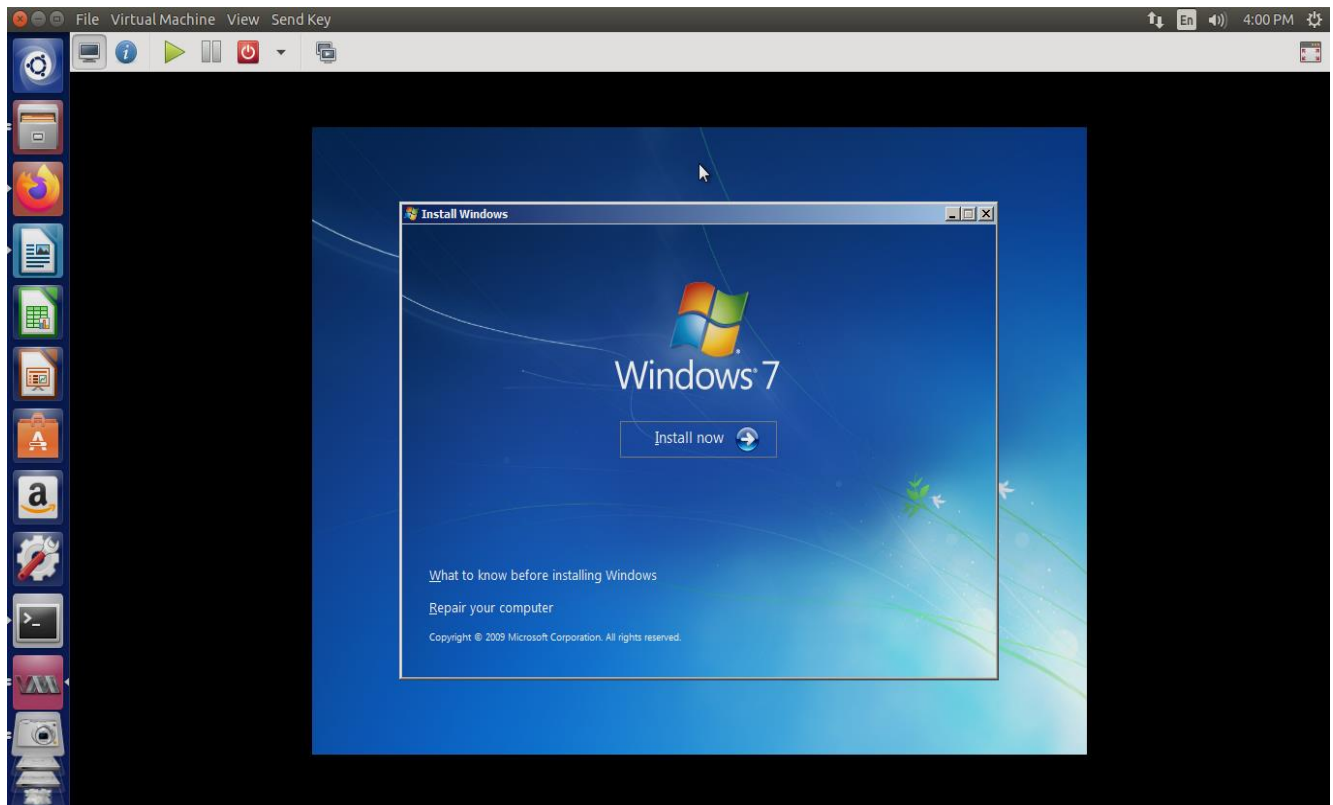 File Virtual Machine View Send Key
En 4:00 PM
Install Windows
Windows 7
Install now
What to know before installing Windows
Repair your computer
Copyright © 2009 Microsoft Corporation. All rights reserved.